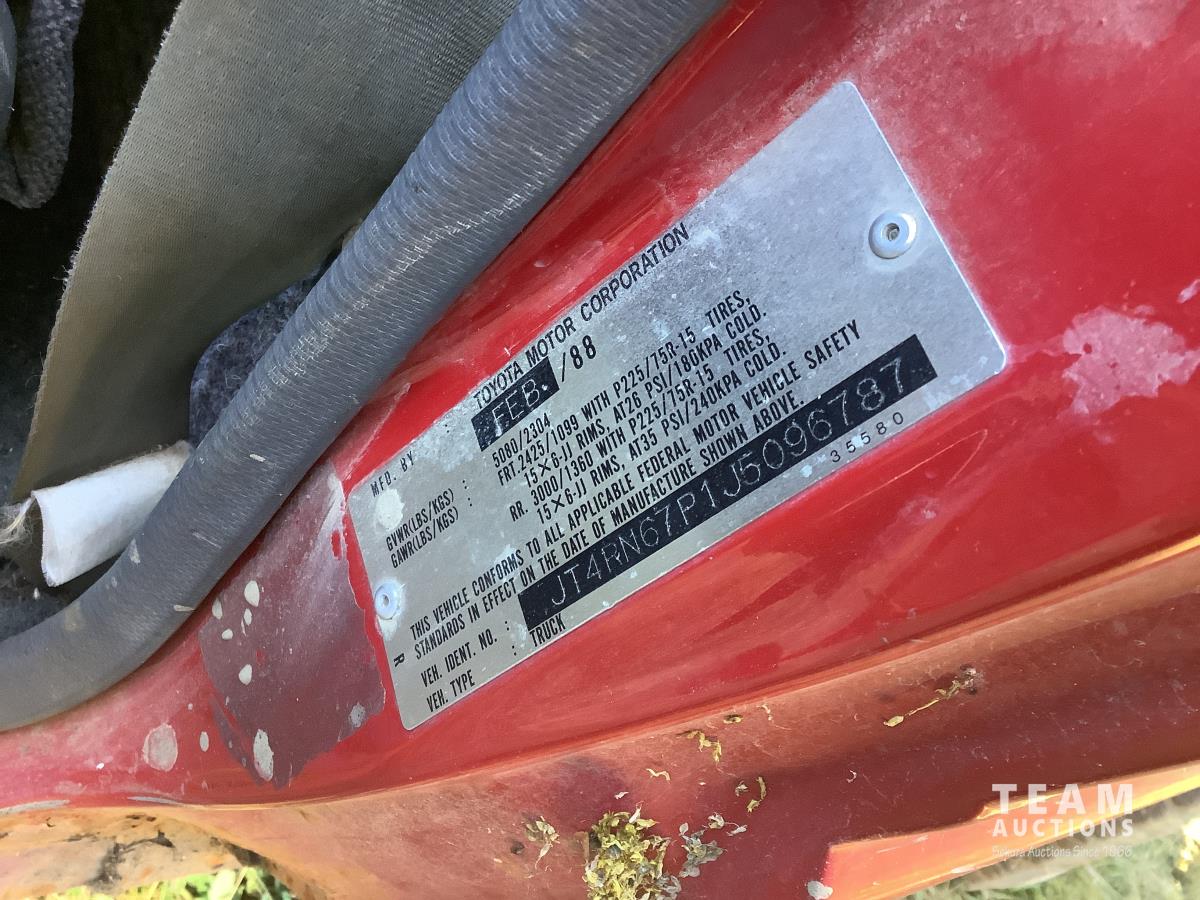 MFD. BY : TOYOTA MOTOR CORPORATION
FEB. /88
GVWR(LBS/KGS) : 5080/2304
GAWR(LBS/KGS) : FRT.2425/1099 WITH P225/75R-15 TIRES,
15×6-JJ RIMS, AT26 PSI/180KPA COLD.
RR. 3000/1360 WITH P225/75R-15 TIRES,
15×6-JJ RIMS, AT35 PSI/240KPA COLD.
THIS VEHICLE CONFORMS TO ALL APPLICABLE FEDERAL MOTOR VEHICLE SAFETY
STANDARDS IN EFFECT ON THE DATE OF MANUFACTURE SHOWN ABOVE.
R VEH. IDENT. NO. : JT4RN67P1J5096787
VEH. TYPE : TRUCK 35580
TEAM
AUCTIONS
Auctions Since 1966